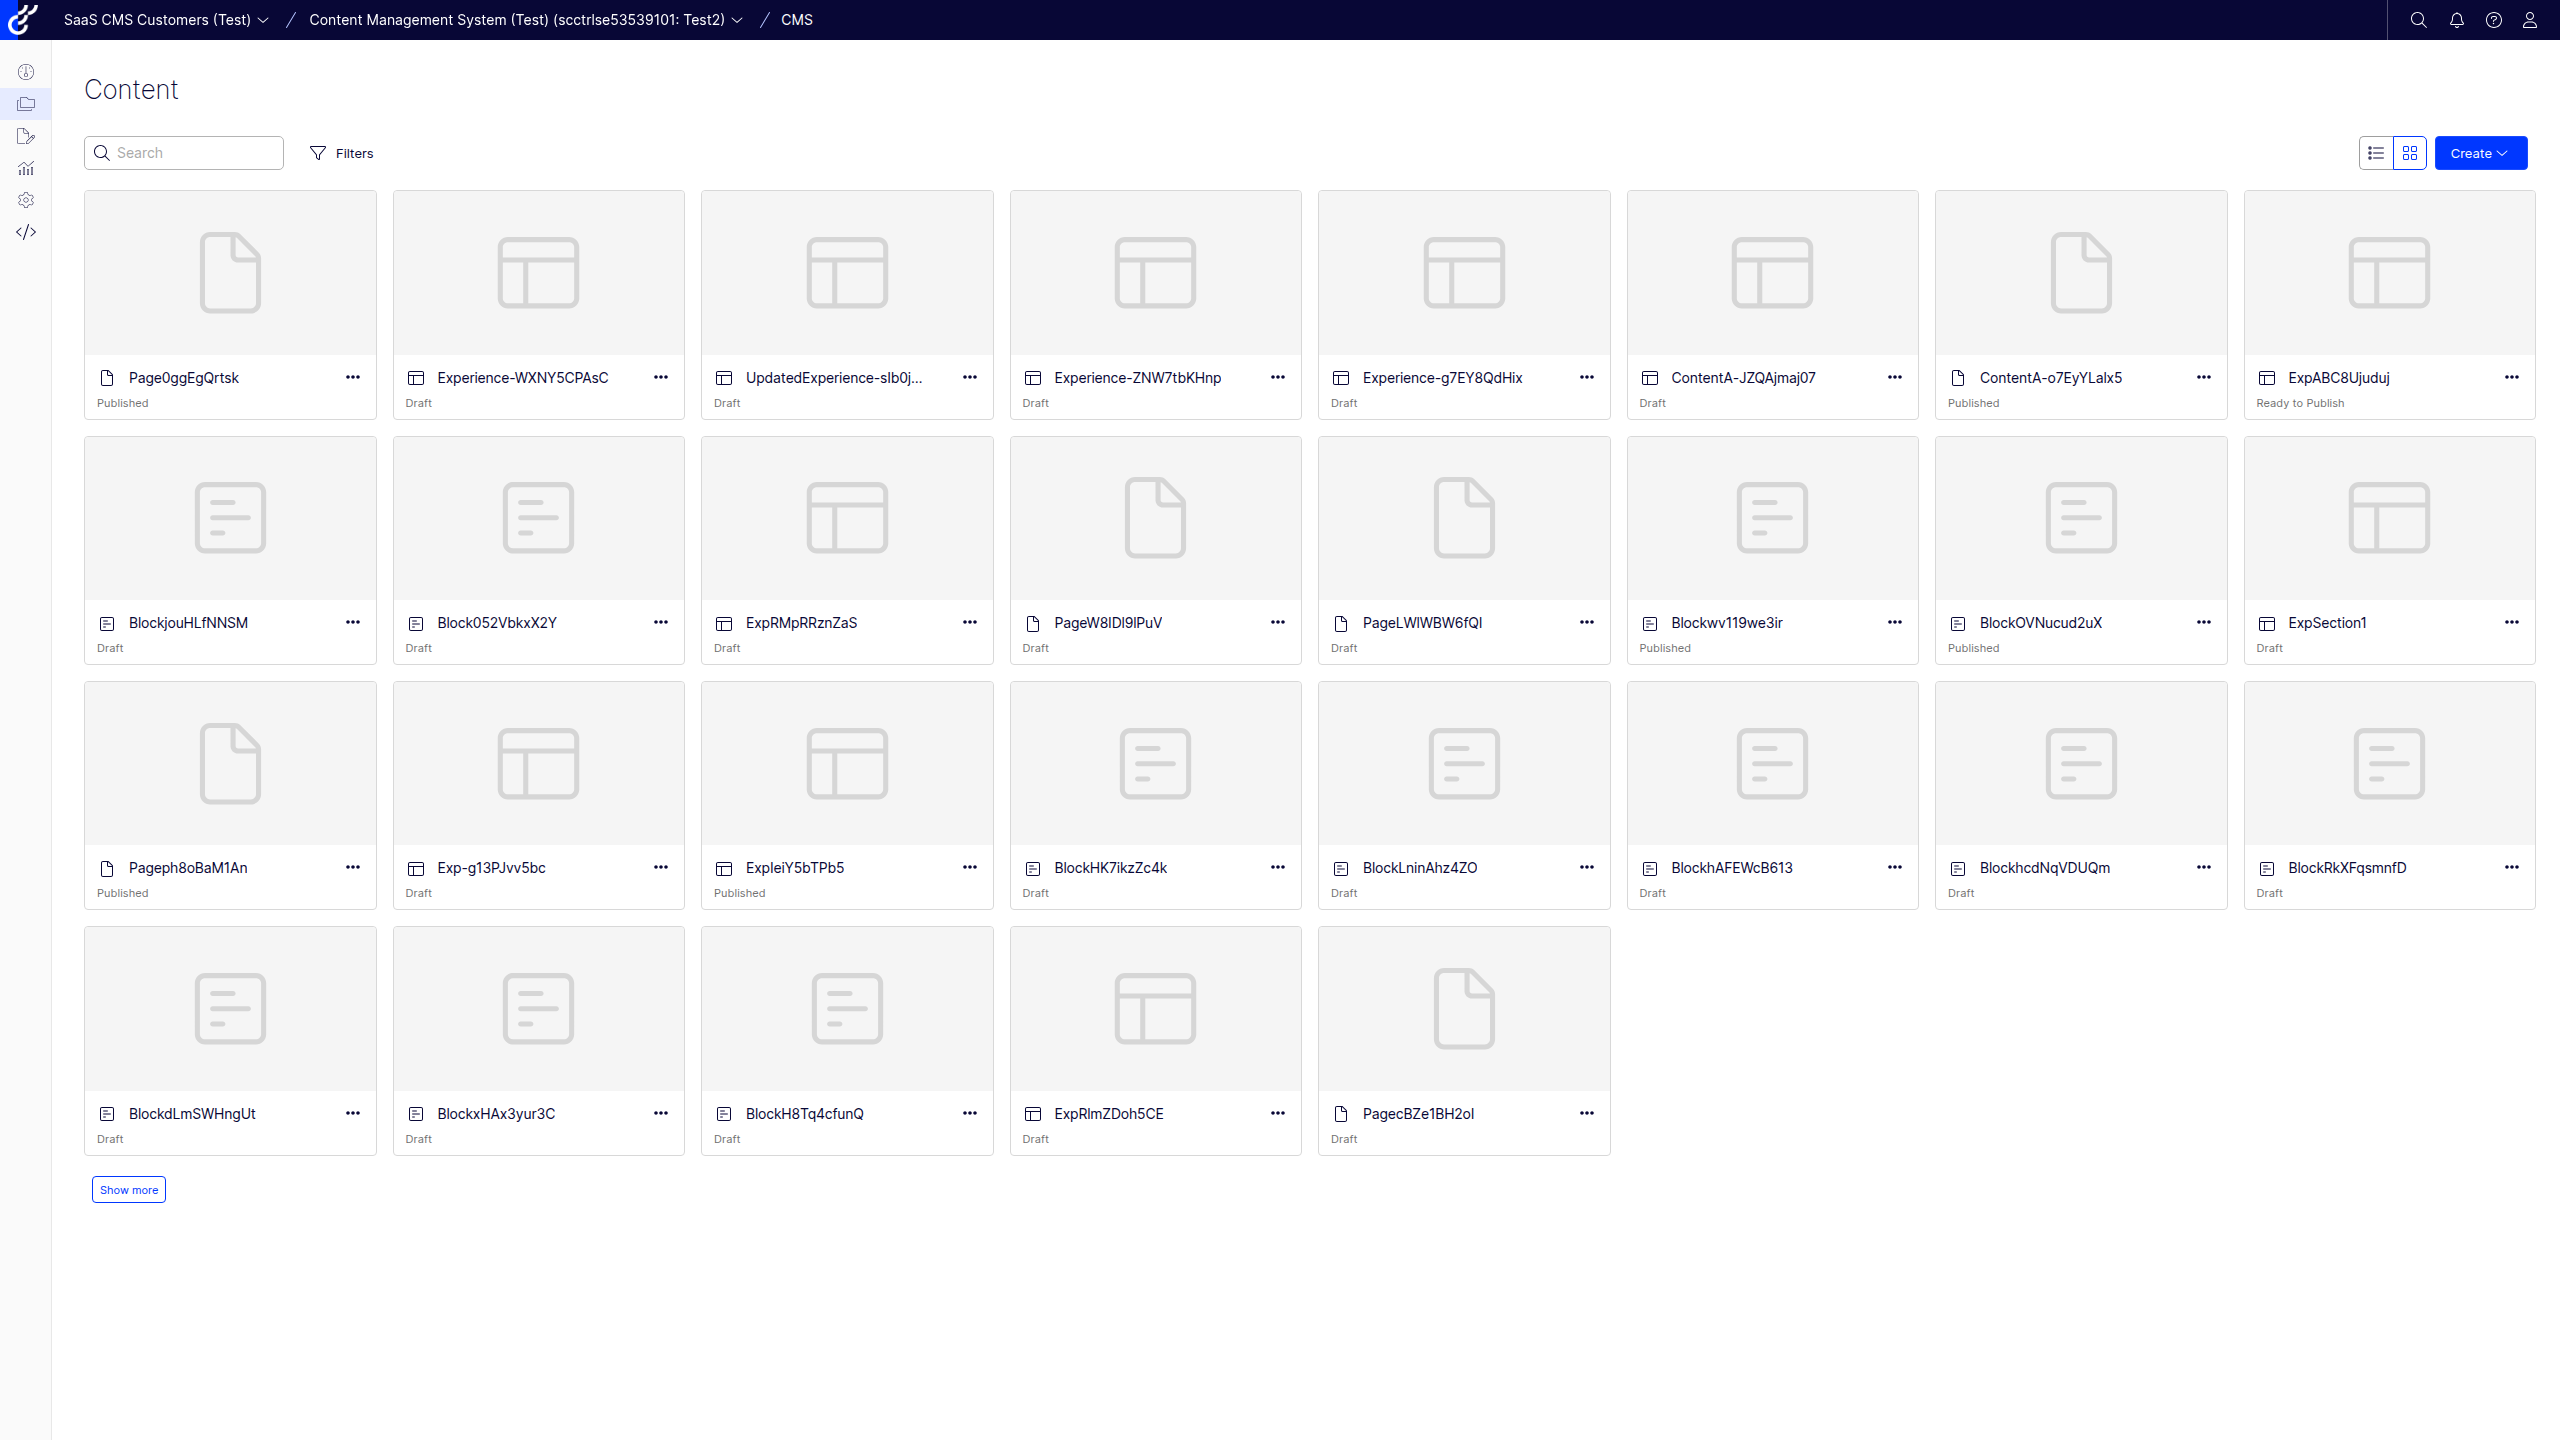 SaaS CMS Customers (Test) / Content Management System (Test) (scctrlse53539101: Test2) / CMS
Content
Search
Filters
Create
Page0ggEgQrtsk
Published
Experience-WXNY5CPAsC
Draft
UpdatedExperience-slb0j...
Draft
Experience-ZNW7tbKHnp
Draft
Experience-g7EY8QdHix
Draft
ContentA-JZQAjmaj07
Draft
ContentA-o7EyYLalx5
Published
ExpABC8Ujuduj
Ready to Publish
BlockjouHLfNNSM
Draft
Block052VbkxX2Y
Draft
ExpRMpRRznZaS
Draft
PageW8IDl9lPuV
Draft
PageLWlWBW6fQl
Draft
Blockwv119we3ir
Published
BlockOVNucud2uX
Published
ExpSection1
Draft
Pageph8oBaM1An
Published
Exp-g13PJvv5bc
Draft
ExpleiY5bTPb5
Published
BlockHK7ikzZc4k
Draft
BlockLninAhz4ZO
Draft
BlockhAFEWcB613
Draft
BlockhcdNqVDUQm
Draft
BlockRkXFqsmnfD
Draft
BlockdLmSWHngUt
Draft
BlockxHAx3yur3C
Draft
BlockH8Tq4cfunQ
Draft
ExpRlmZDoh5CE
Draft
PagecBZe1BH2oI
Draft
Show more